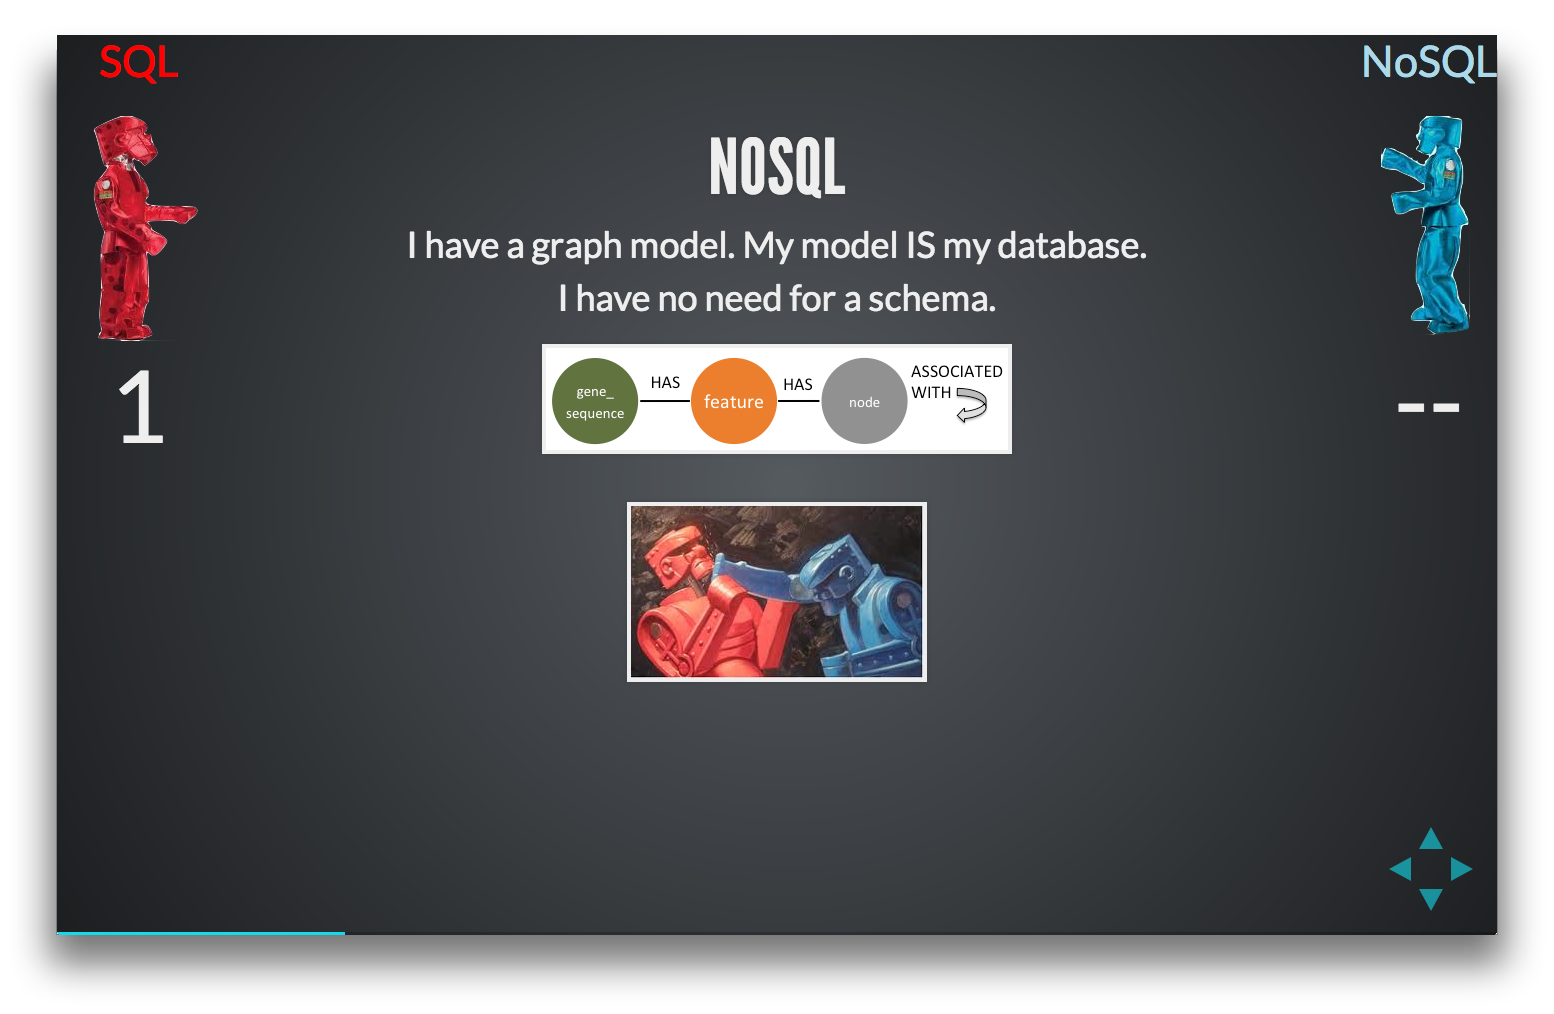 SQL
NoSQL
NOSQL
I have a graph model. My model IS my database.
I have no need for a schema.
gene_
sequence
HAS
feature
HAS
node
ASSOCIATED
WITH
1
--